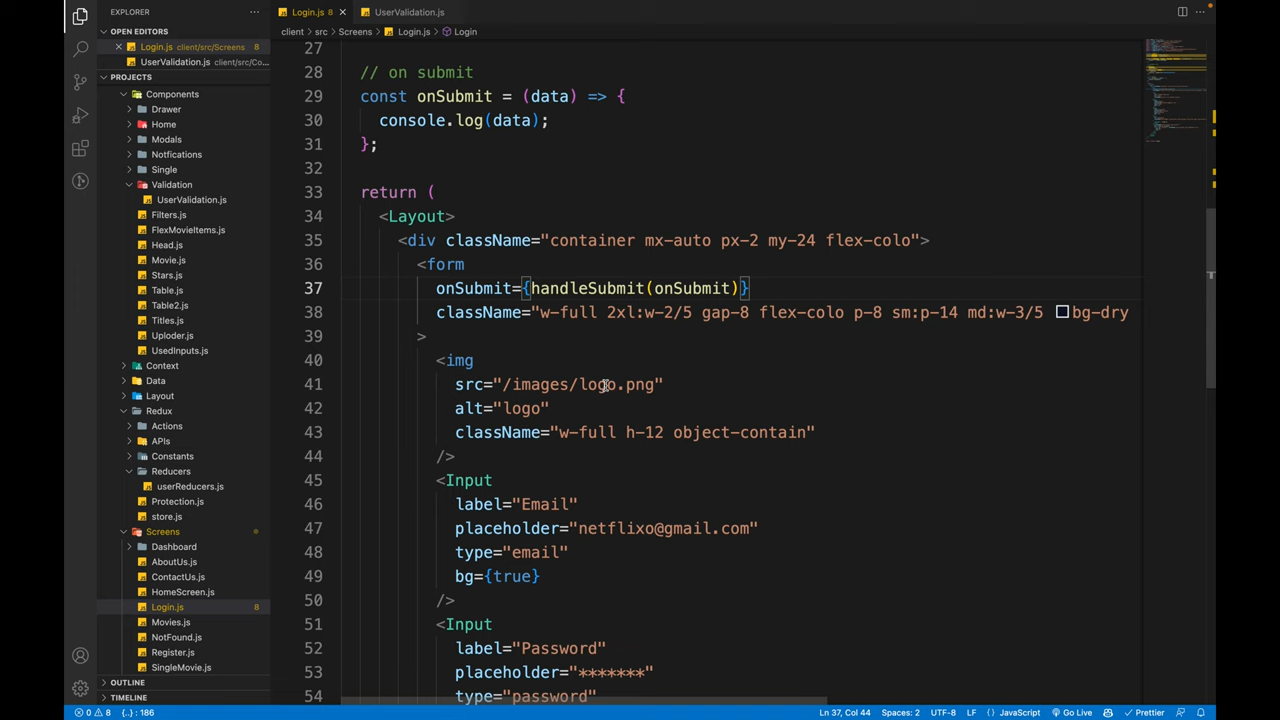 EXPLORER
OPEN EDITORS
Login.js client/src/Screens 8
UserValidation.js client/src/Co...
PROJECTS
Components
Drawer
Home
Modals
Notfications
Single
Validation
UserValidation.js
Filters.js
FlexMovieItems.js
Head.js
Movie.js
Stars.js
Table.js
Table2.js
Titles.js
Uploder.js
UsedInputs.js
Context
Data
Layout
Redux
Actions
APIs
Constants
Reducers
userReducers.js
Protection.js
store.js
Screens
Dashboard
AboutUs.js
ContactUs.js
HomeScreen.js
Login.js 8
Movies.js
NotFound.js
Register.js
SingleMovie.js
OUTLINE
TIMELINE
Login.js 8 UserValidation.js
client > src > Screens > Login.js > Login
27
28 // on submit
29 const onSubmit = (data) => {
30 console.log(data);
31 };
32
33 return (
34 <Layout>
35 <div className="container mx-auto px-2 my-24 flex-colo">
36 <form
37 onSubmit={handleSubmit(onSubmit)}
38 className="w-full 2xl:w-2/5 gap-8 flex-colo p-8 sm:p-14 md:w-3/5 bg-dry
39 >
40 <img
41 src="/images/logo.png"
42 alt="logo"
43 className="w-full h-12 object-contain"
44 />
45 <Input
46 label="Email"
47 placeholder="netflixo@gmail.com"
48 type="email"
49 bg={true}
50 />
51 <Input
52 label="Password"
53 placeholder="*******"
54 type="password"
0 8 {..} : 186 Ln 37, Col 44 Spaces: 2 UTF-8 LF {} JavaScript Go Live Prettier